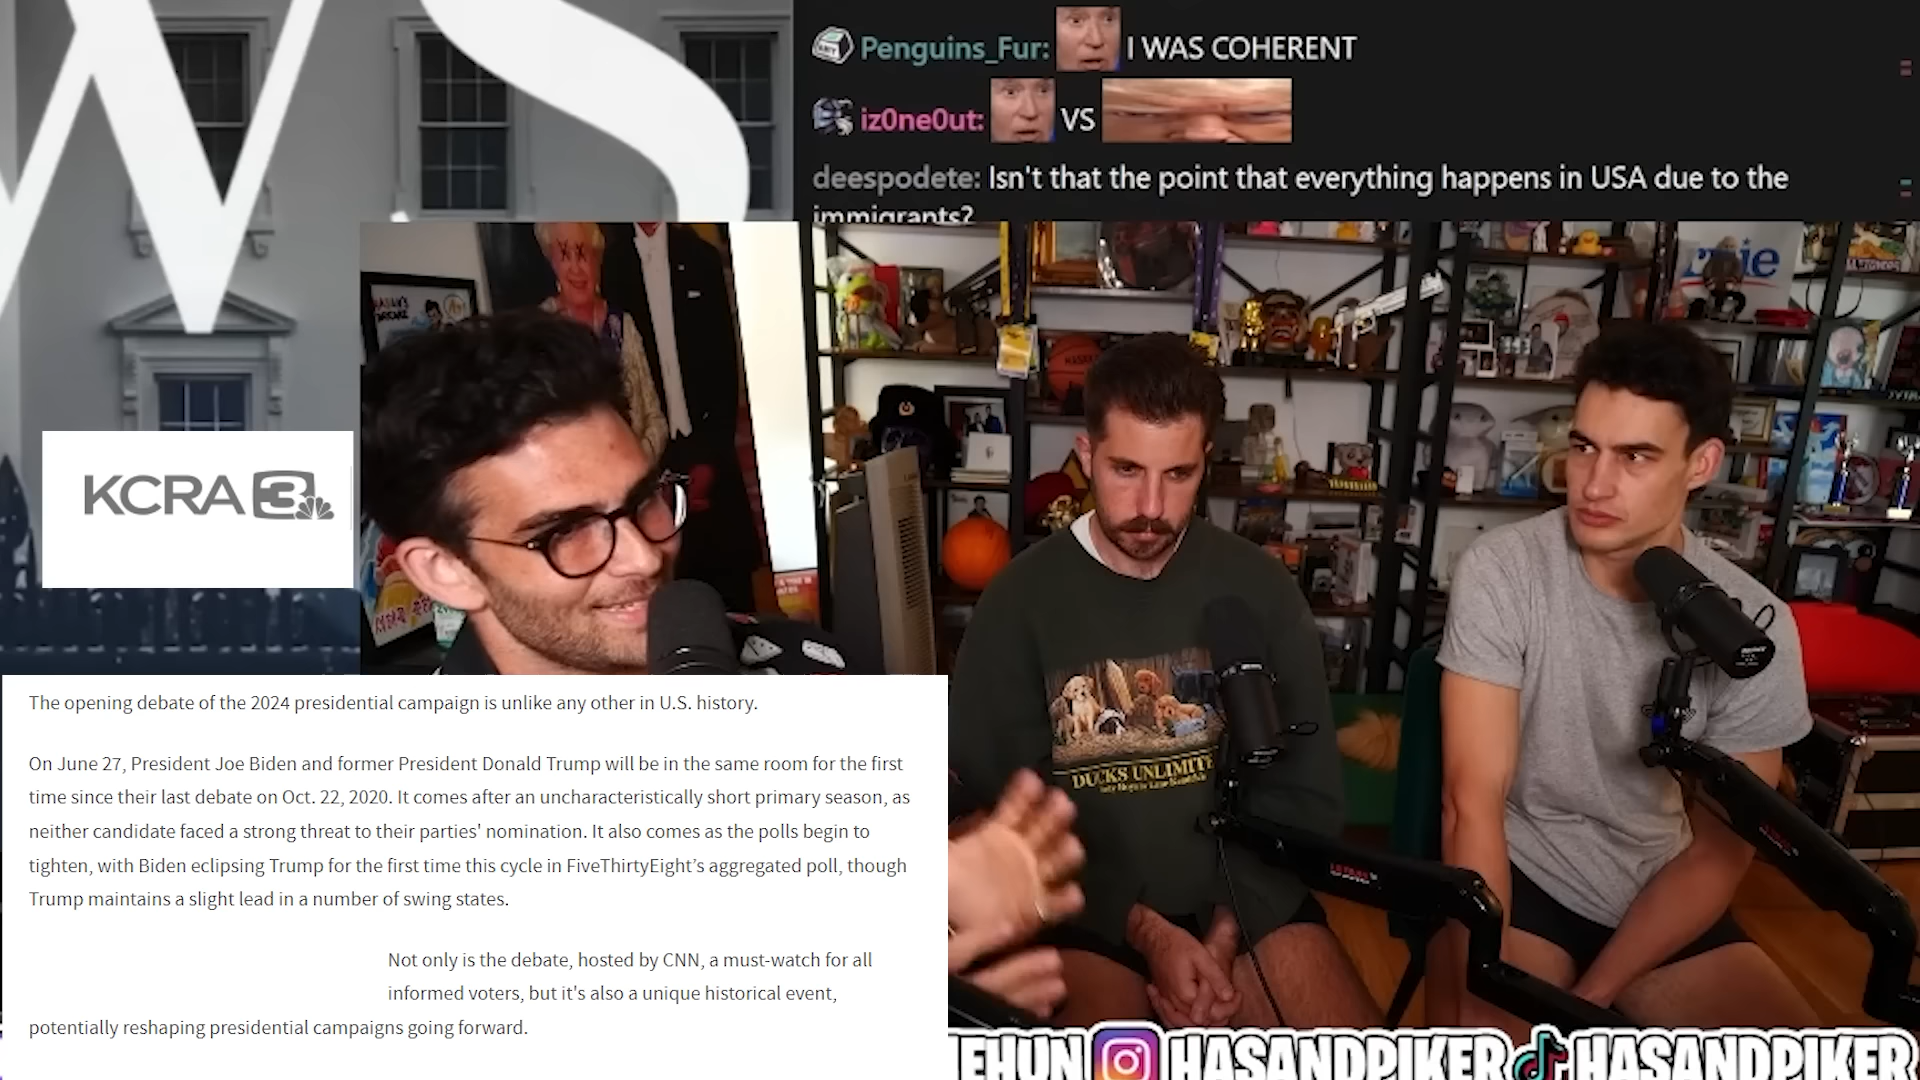 WS
Penguins_Fur: I WAS COHERENT
iz0ne0ut: VS
deespodete: Isn't that the point that everything happens in USA due to the
immigrants?
KCRA 3
DUCKS UNLIMITE
The opening debate of the 2024 presidential campaign is unlike any other in U.S. history.
On June 27, President Joe Biden and former President Donald Trump will be in the same room for the first
time since their last debate on Oct. 22, 2020. It comes after an uncharacteristically short primary season, as
neither candidate faced a strong threat to their parties' nomination. It also comes as the polls begin to
tighten, with Biden eclipsing Trump for the first time this cycle in FiveThirtyEight’s aggregated poll, though
Trump maintains a slight lead in a number of swing states.
Not only is the debate, hosted by CNN, a must-watch for all
informed voters, but it's also a unique historical event,
potentially reshaping presidential campaigns going forward.
EHUN HASANDPIKER HASANDPIKER